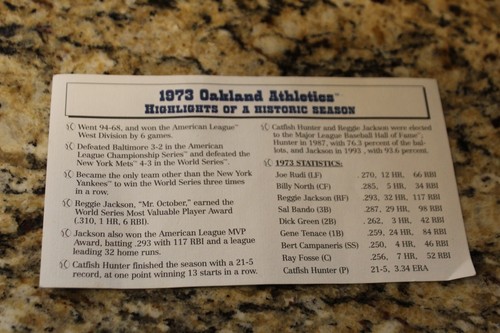 1973 Oakland Athletics™
HIGHLIGHTS OF A HISTORIC SEASON
Went 94-68, and won the American League™
West Division by 6 games.
Defeated Baltimore 3-2 in the American
League Championship Series™ and defeated the
New York Mets™ 4-3 in the World Series™.
Became the only team other than the New York
Yankees™ to win the World Series three times
in a row.
Reggie Jackson, "Mr. October," earned the
World Series Most Valuable Player Award
(.310, 1 HR, 6 RBI).
Jackson also won the American League MVP
Award, batting .293 with 117 RBI and a league
leading 32 home runs.
Catfish Hunter finished the season with a 21-5
record, at one point winning 13 starts in a row.
Catfish Hunter and Reggie Jackson were elected
to the Major League Baseball Hall of Fame,
Hunter in 1987, with 76.3 percent of the bal-
lots, and Jackson in 1993, with 93.6 percent.
1973 STATISTICS:
Joe Rudi (LF) .270, 12 HR, 66 RBI
Billy North (CF) .285, 5 HR, 34 RBI
Reggie Jackson (RF) .293, 32 HR, 117 RBI
Sal Bando (3B) .287, 29 HR, 98 RBI
Dick Green (2B) .262, 3 HR, 42 RBI
Gene Tenace (1B) .259, 24 HR, 84 RBI
Bert Campaneris (SS) .250, 4 HR, 46 RBI
Ray Fosse (C) .256, 7 HR, 52 RBI
Catfish Hunter (P) 21-5, 3.34 ERA